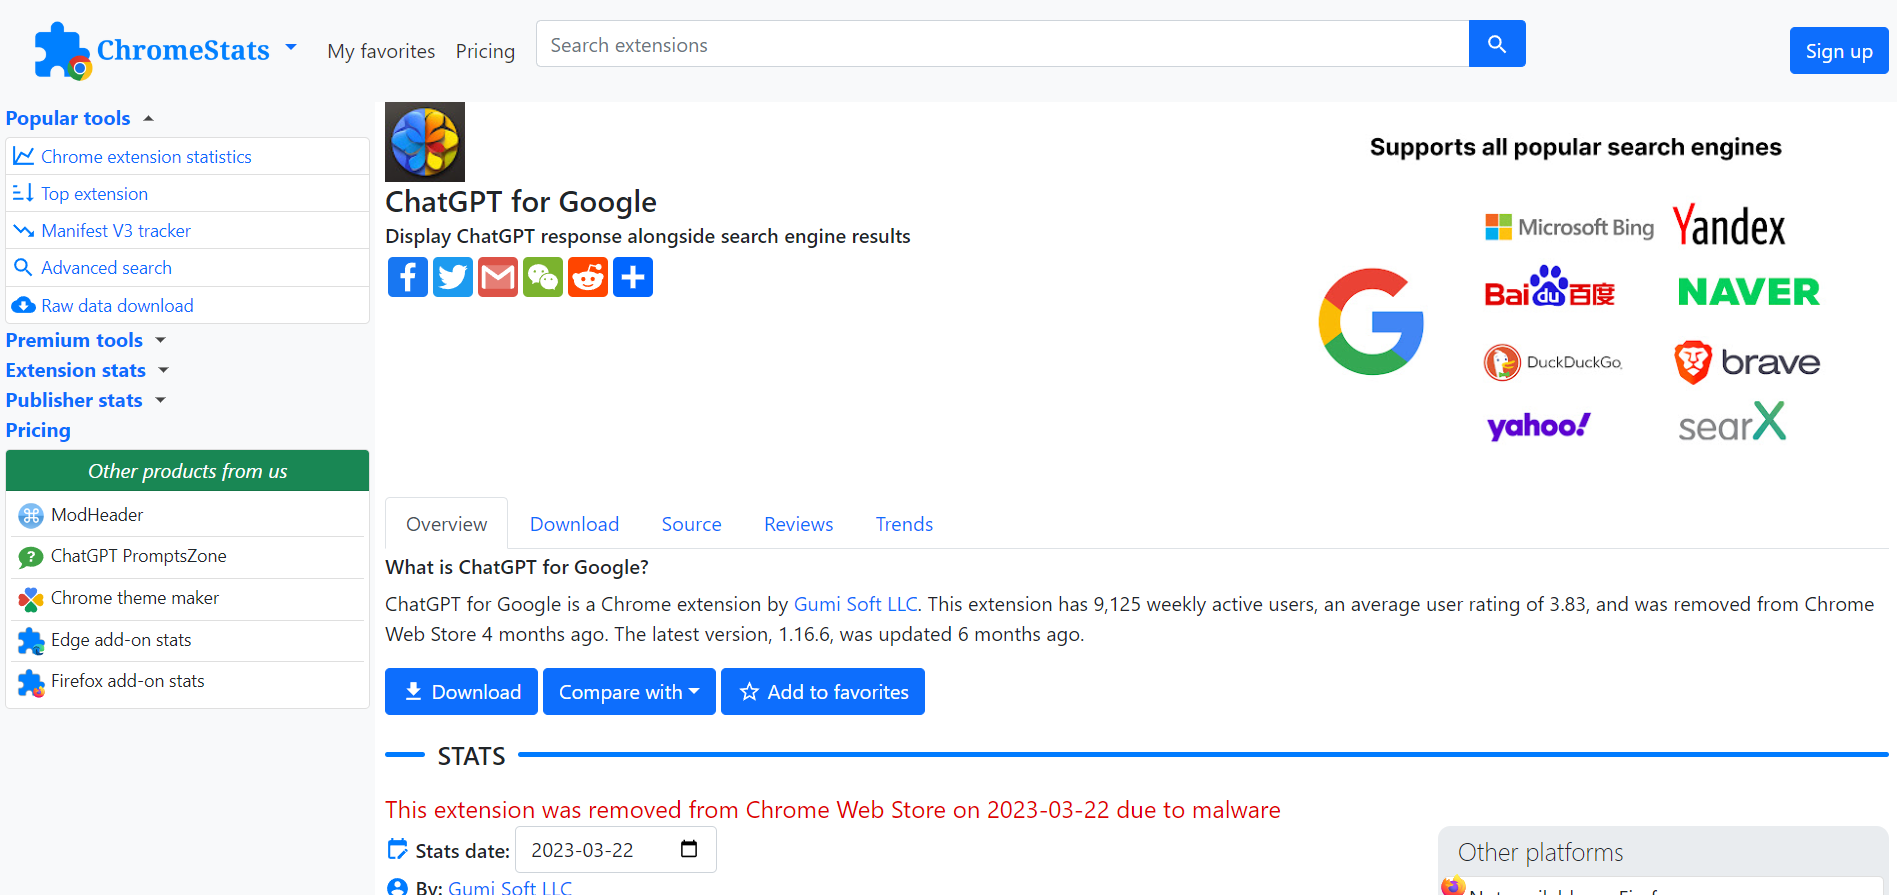 ChromeStats
My favorites
Pricing
Search extensions
Sign up
Popular tools
Chrome extension statistics
Top extension
Manifest V3 tracker
Advanced search
Raw data download
Premium tools
Extension stats
Publisher stats
Pricing
Other products from us
ModHeader
ChatGPT PromptsZone
Chrome theme maker
Edge add-on stats
Firefox add-on stats
ChatGPT for Google
Display ChatGPT response alongside search engine results
Supports all popular search engines
Microsoft Bing
Yandex
Bai du 百度
NAVER
DuckDuckGo
brave
yahoo!
searX
Overview
Download
Source
Reviews
Trends
What is ChatGPT for Google?
ChatGPT for Google is a Chrome extension by Gumi Soft LLC. This extension has 9,125 weekly active users, an average user rating of 3.83, and was removed from Chrome
Web Store 4 months ago. The latest version, 1.16.6, was updated 6 months ago.
Download
Compare with
Add to favorites
STATS
This extension was removed from Chrome Web Store on 2023-03-22 due to malware
Stats date: 2023-03-22
By: Gumi Soft LLC
Other platforms